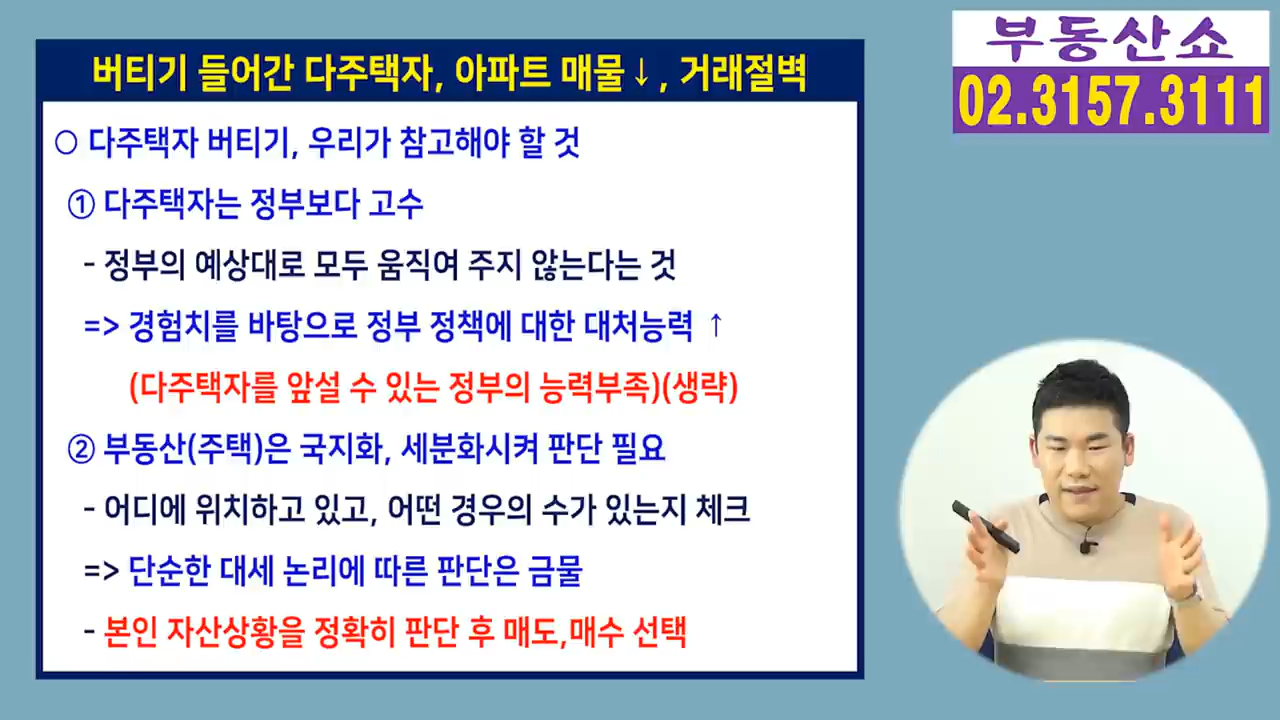 버티기 들어간 다주택자, 아파트 매물↓, 거래절벽
부동산쇼
02.3157.3111
○ 다주택자 버티기, 우리가 참고해야 할 것
① 다주택자는 정부보다 고수
- 정부의 예상대로 모두 움직여 주지 않는다는 것
=> 경험치를 바탕으로 정부 정책에 대한 대처능력 ↑
(다주택자를 앞설 수 있는 정부의 능력부족)(생략)
② 부동산(주택)은 국지화, 세분화시켜 판단 필요
- 어디에 위치하고 있고, 어떤 경우의 수가 있는지 체크
=> 단순한 대세 논리에 따른 판단은 금물
- 본인 자산상황을 정확히 판단 후 매도,매수 선택